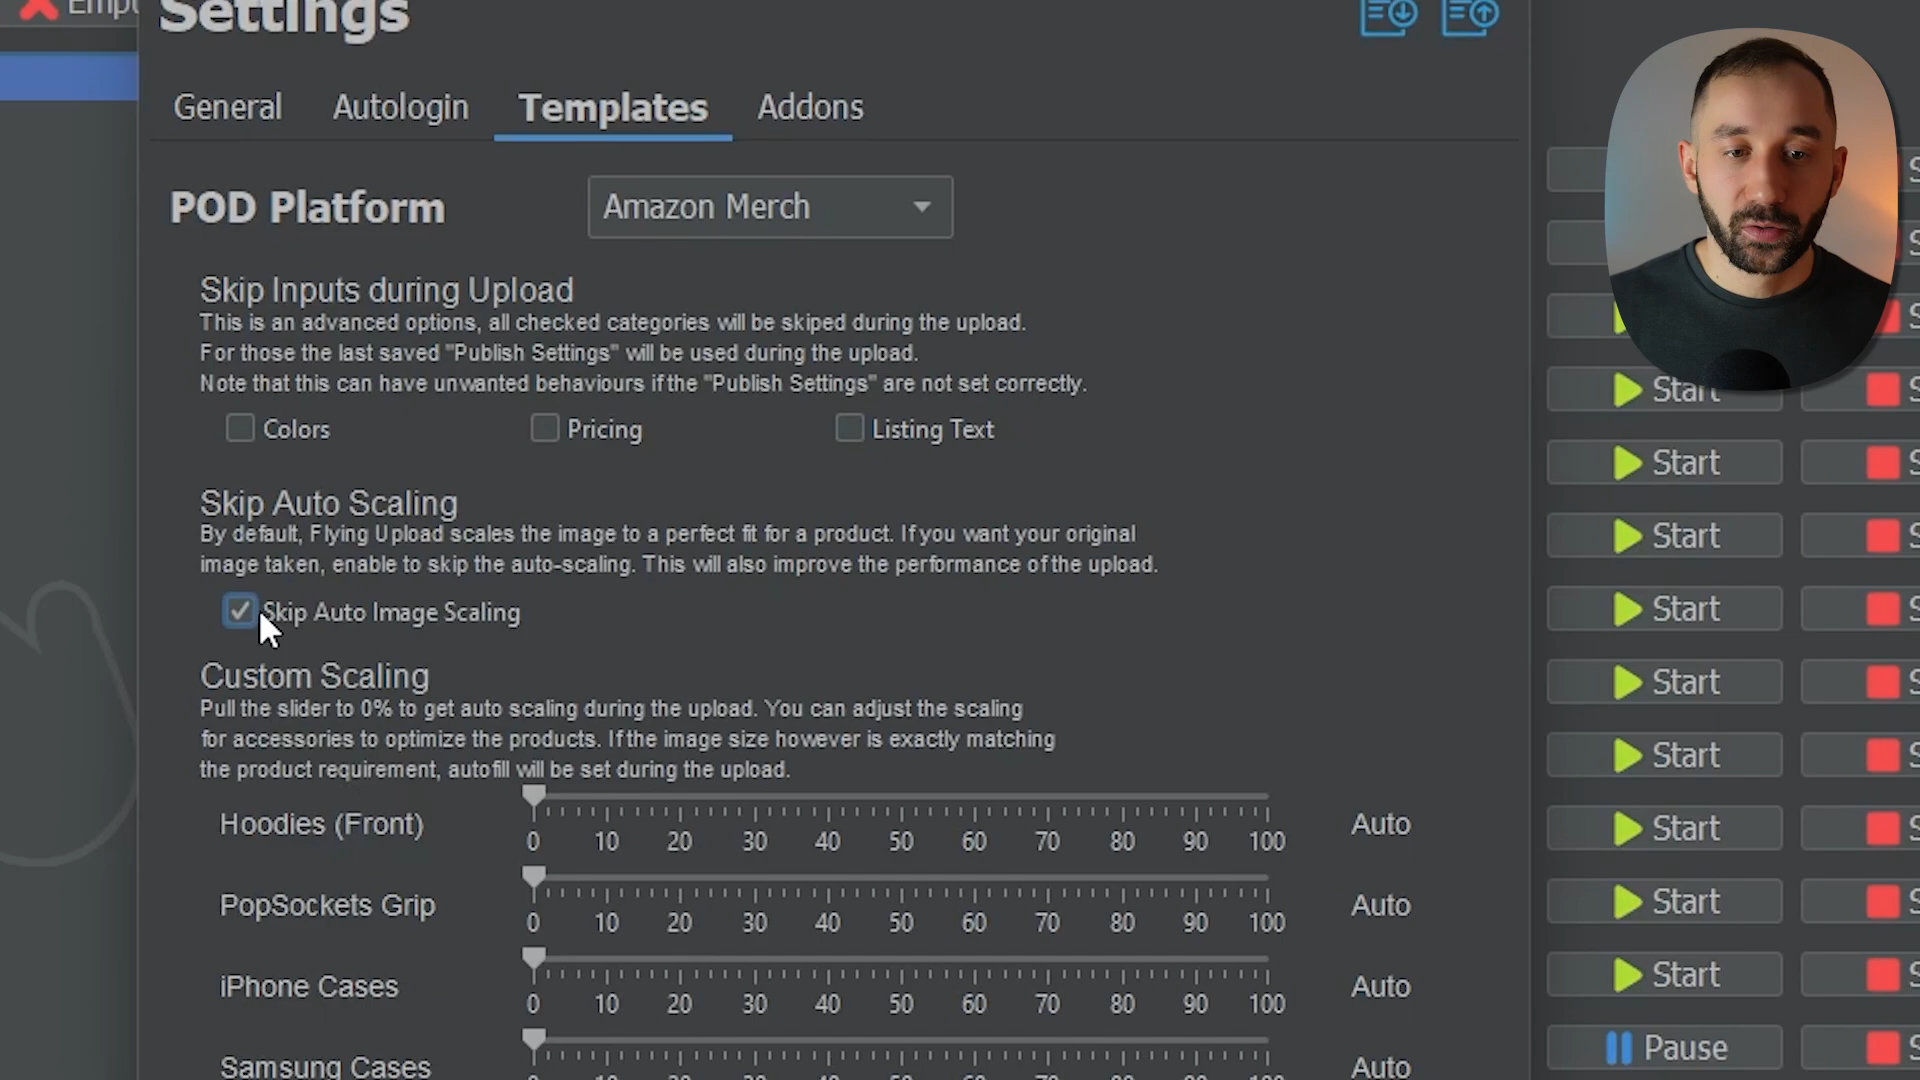 Settings
General Autologin Templates Addons
POD Platform Amazon Merch
Skip Inputs during Upload
This is an advanced options, all checked categories will be skiped during the upload.
For those the last saved "Publish Settings" will be used during the upload.
Note that this can have unwanted behaviours if the "Publish Settings" are not set correctly.
Colors Pricing Listing Text
Skip Auto Scaling
By default, Flying Upload scales the image to a perfect fit for a product. If you want your original
image taken, enable to skip the auto-scaling. This will also improve the performance of the upload.
Skip Auto Image Scaling
Custom Scaling
Pull the slider to 0% to get auto scaling during the upload. You can adjust the scaling
for accessories to optimize the products. If the image size however is exactly matching
the product requirement, autofill will be set during the upload.
Hoodies (Front) Auto
0 10 20 30 40 50 60 70 80 90 100
PopSockets Grip Auto
0 10 20 30 40 50 60 70 80 90 100
iPhone Cases Auto
0 10 20 30 40 50 60 70 80 90 100
Samsung Cases Auto
Start
Start
Start
Start
Start
Start
Start
Start
Start
Pause